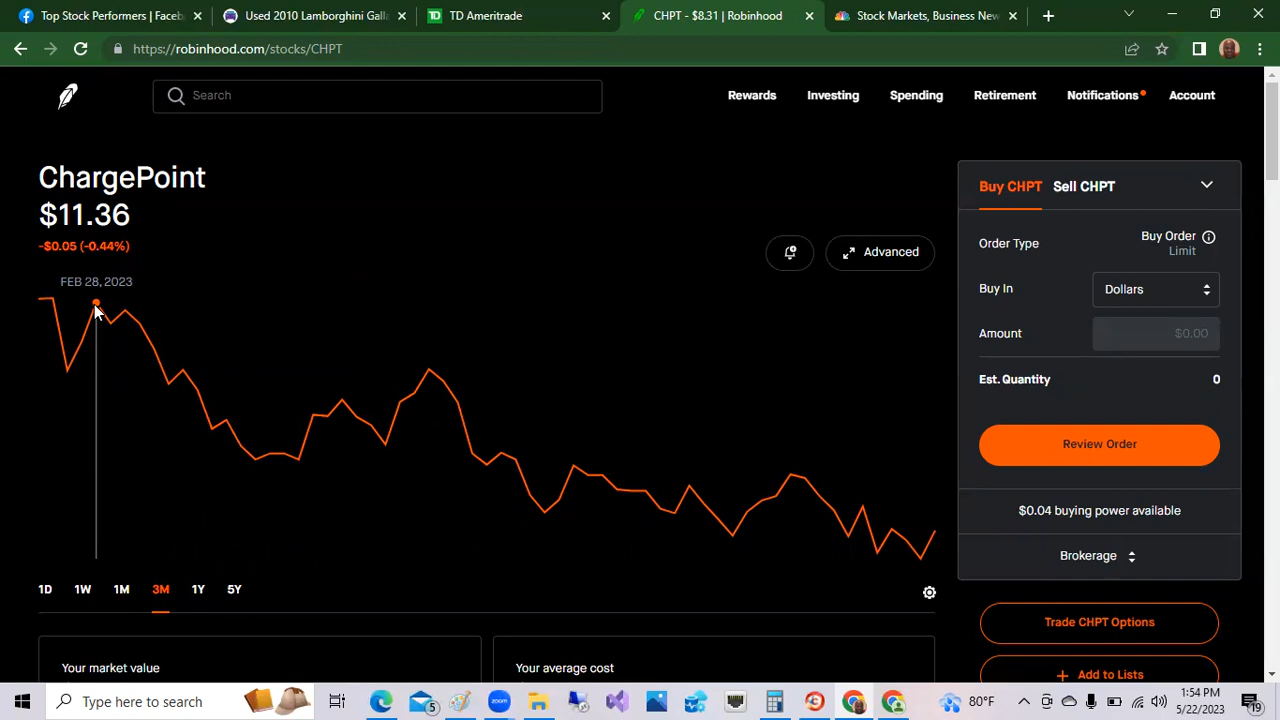 Top Stock Performers | Faceb
Used 2010 Lamborghini Galla
TD Ameritrade
CHPT - $8.31 | Robinhood
Stock Markets, Business New
https://robinhood.com/stocks/CHPT
Search
Rewards
Investing
Spending
Retirement
Notifications
Account
ChargePoint
$11.36
-$0.05 (-0.44%)
FEB 28, 2023
Advanced
Buy CHPT
Sell CHPT
Order Type
Buy Order
Limit
Buy In
Dollars
Amount
$0.00
Est. Quantity
0
Review Order
$0.04 buying power available
Brokerage
1D
1W
1M
3M
1Y
5Y
Trade CHPT Options
Your market value
Your average cost
+ Add to Lists
Type here to search
5
80°F
1:54 PM
5/22/2023
19